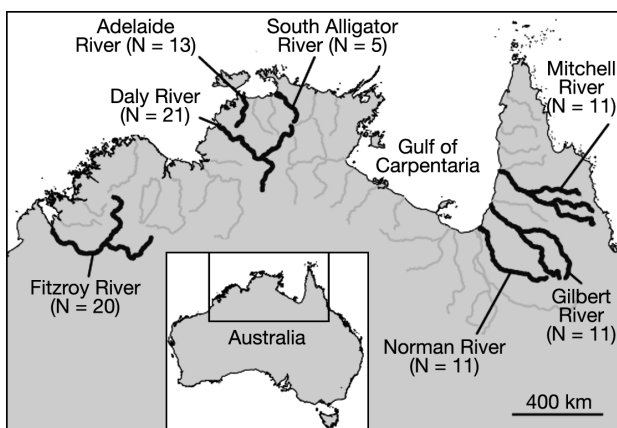 Adelaide
River (N = 13)
South Alligator
River (N = 5)
Mitchell
River
(N = 11)
Daly River
(N = 21)
Gulf of
Carpentaria
Fitzroy River
(N = 20)
Australia
Gilbert
River
(N = 11)
Norman River
(N = 11)
400 km